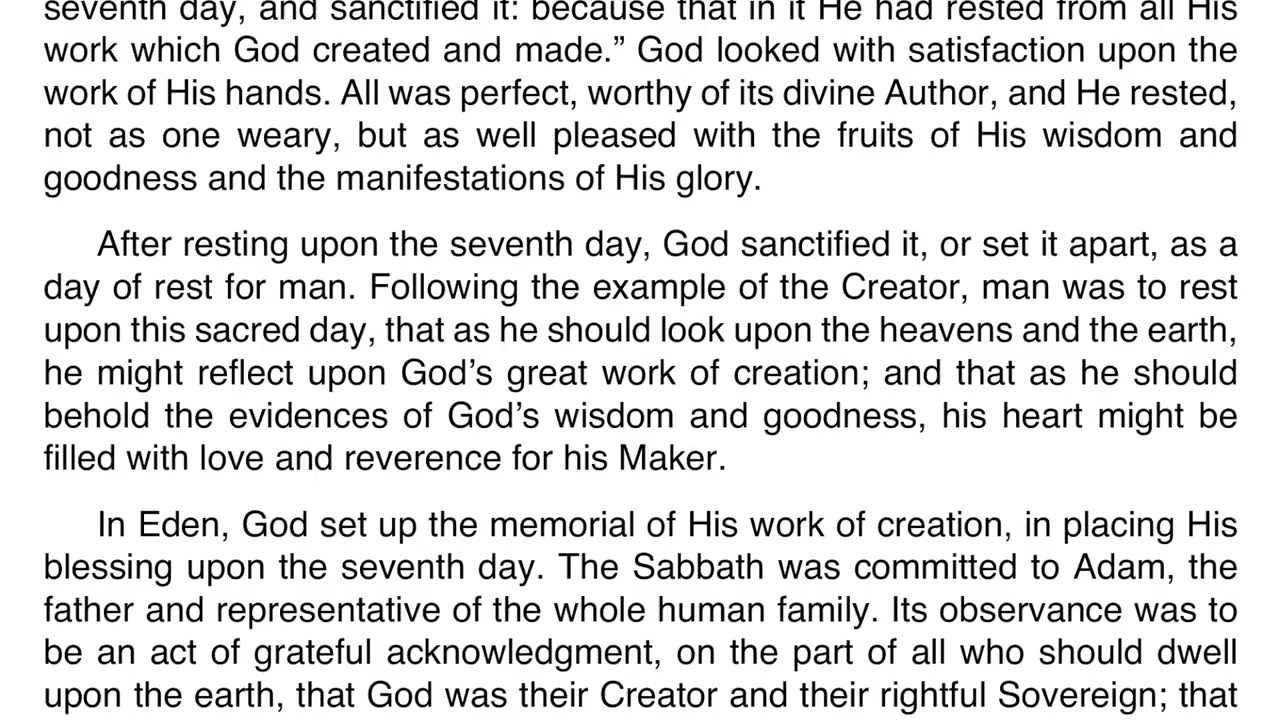 seventh day, and sanctified it: because that in it He had rested from all His
work which God created and made.” God looked with satisfaction upon the
work of His hands. All was perfect, worthy of its divine Author, and He rested,
not as one weary, but as well pleased with the fruits of His wisdom and
goodness and the manifestations of His glory.
After resting upon the seventh day, God sanctified it, or set it apart, as a
day of rest for man. Following the example of the Creator, man was to rest
upon this sacred day, that as he should look upon the heavens and the earth,
he might reflect upon God’s great work of creation; and that as he should
behold the evidences of God’s wisdom and goodness, his heart might be
filled with love and reverence for his Maker.
In Eden, God set up the memorial of His work of creation, in placing His
blessing upon the seventh day. The Sabbath was committed to Adam, the
father and representative of the whole human family. Its observance was to
be an act of grateful acknowledgment, on the part of all who should dwell
upon the earth, that God was their Creator and their rightful Sovereign; that